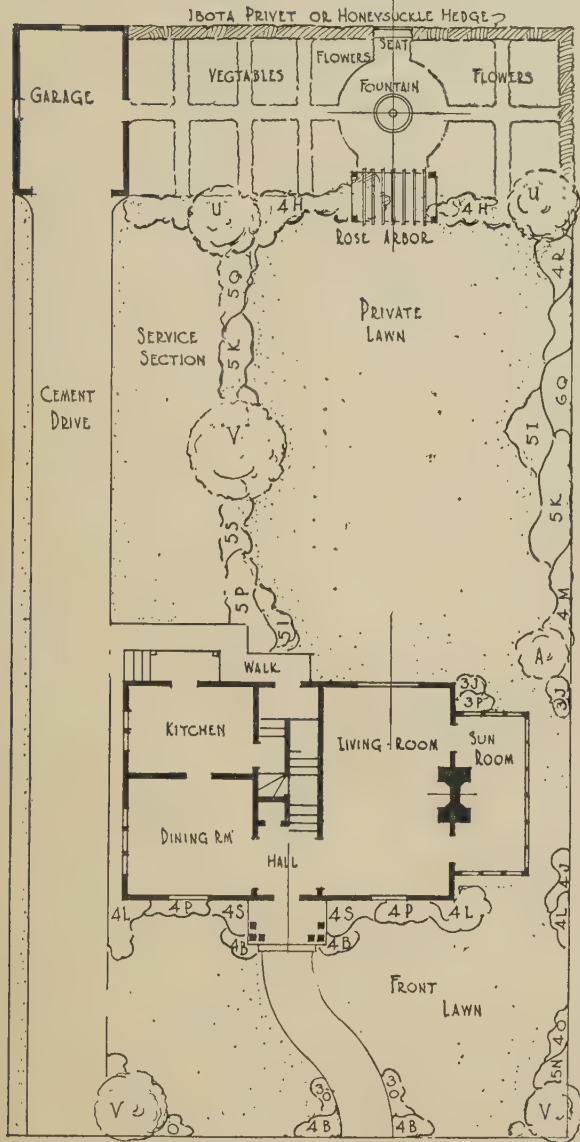 IBOTA PRIVET OR HONEYSUCKLE HEDGE
SEAT
FLOWERS
VEGTABLES
FLOWERS
GARAGE
FOUNTAIN
U
4H
4H
U
ROSE ARBOR
4R
5Q
PRIVATE
LAWN
SERVICE
SECTION
5K
6Q
CEMENT
DRIVE
V
5I
5K
5S
4M
5P
5I
A
WALK
3J
3P
3J
KITCHEN
LIVING-ROOM
SUN
ROOM
DINING RM
HALL
4J
4L
4P
4S
4S
4P
4L
4L
4B
4B
FRONT
LAWN
4O
5N
3O
3O
V
V
O
4B
4B